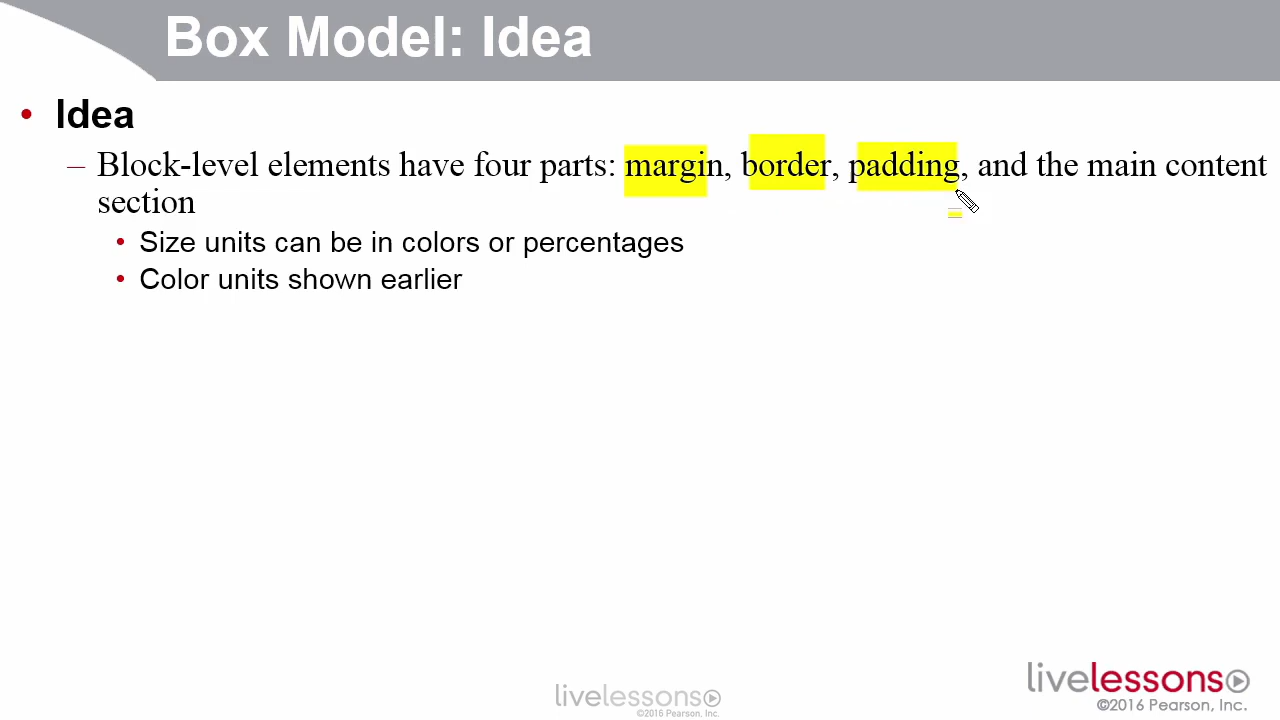 Box Model: Idea
• Idea
– Block-level elements have four parts: margin, border, padding, and the main content
section
• Size units can be in colors or percentages
• Color units shown earlier
livelessons
©2016 Pearson, Inc.
livelessons
©2016 Pearson, Inc.